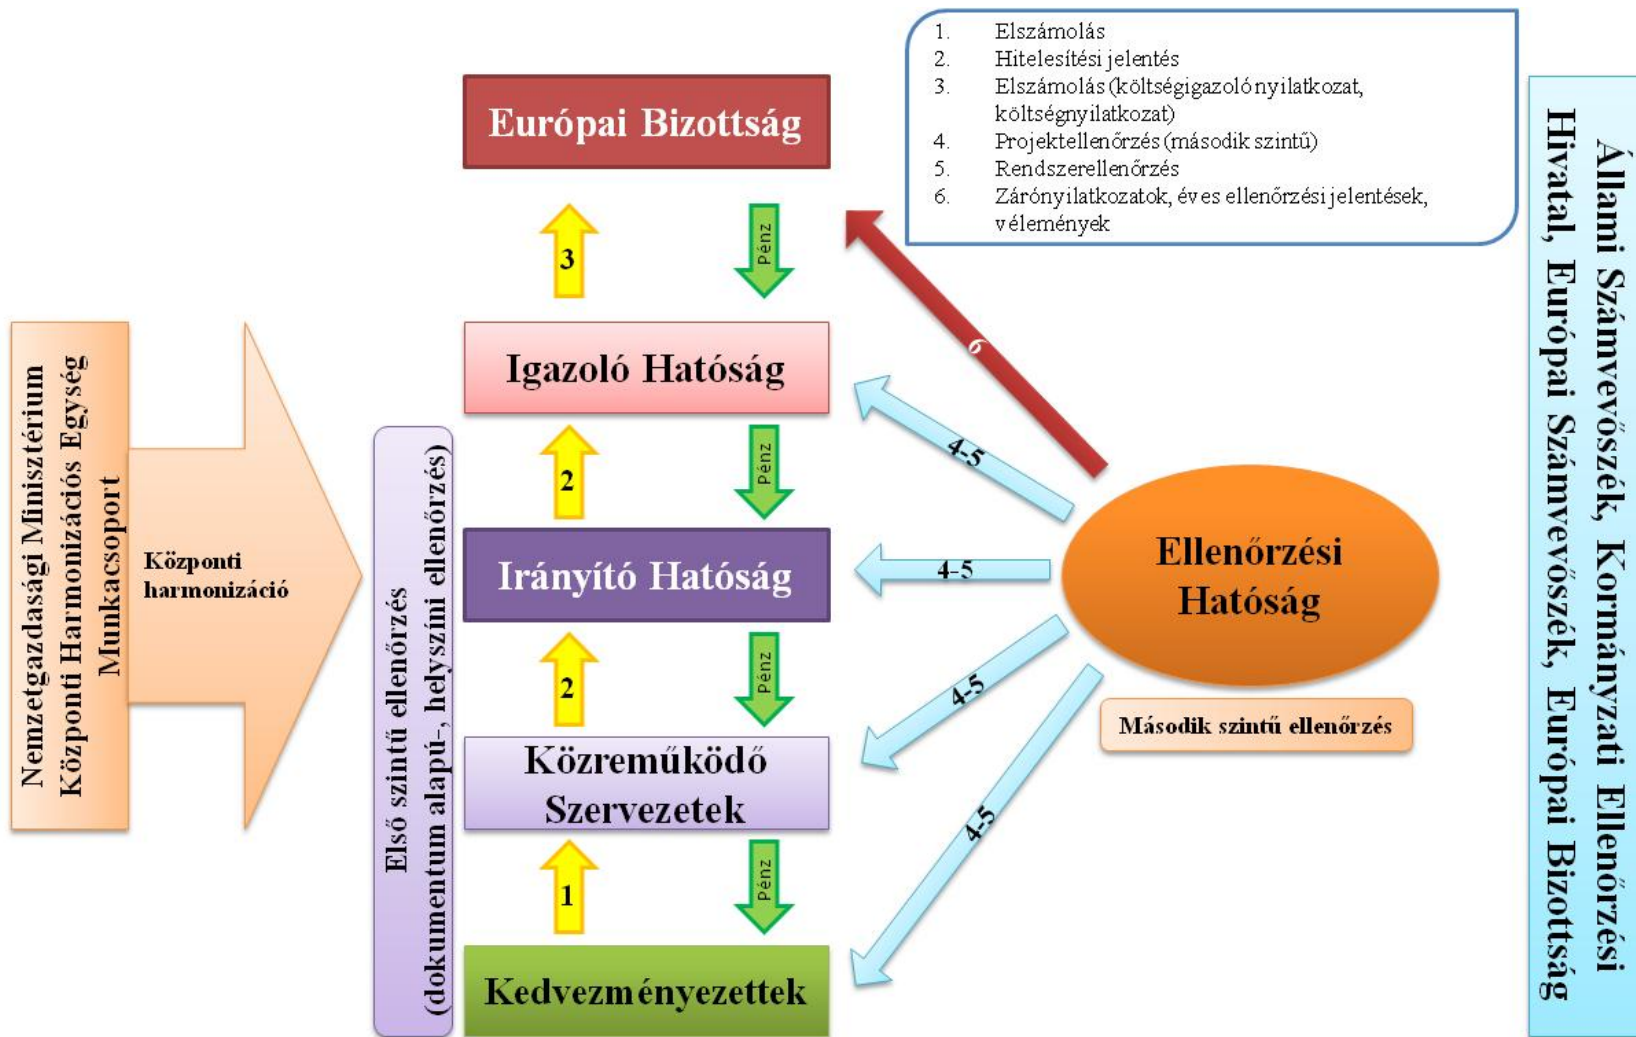 1. Elszámolás
2. Hitelesítési jelentés
3. Elszámolás (költségigazoló nyilatkozat,
költségnyilatkozat)
4. Projektellenőrzés (második szintű)
5. Rendszerellenőrzés
6. Zárónyilatkozatok, éves ellenőrzési jelentések,
vélemények
Európai Bizottság
3
Pénz
6
Igazoló Hatóság
4-5
2
Pénz
Irányító Hatóság
4-5
Ellenőrzési
Hatóság
2
Pénz
4-5
Második szintű ellenőrzés
Közreműködő
Szervezetek
4-5
1
Pénz
Kedvezményezettek
Nemzetgazdasági Minisztérium
Központi Harmonizációs Egység
Munkacsoport
Központi
harmonizáció
Első szintű ellenőrzés
(dokumentum alapú-, helyszíni ellenőrzés)
Állami Számvevőszék, Kormányzati Ellenőrzési
Hivatal, Európai Számvevőszék, Európai Bizottság